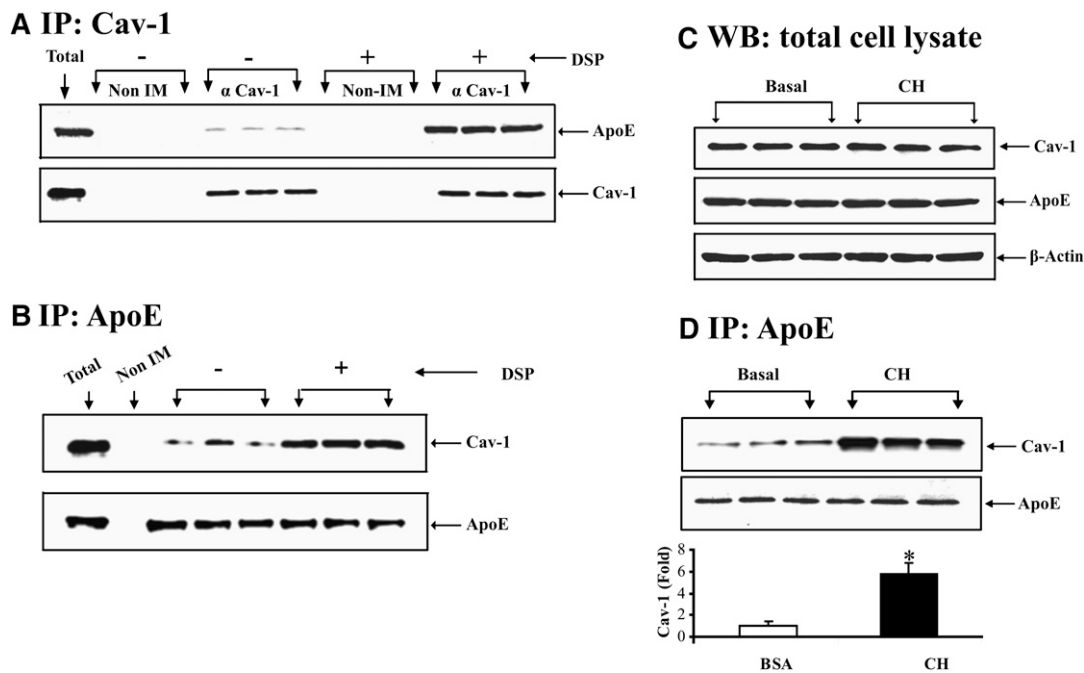 A IP: Cav-1
Total - - + + DSP
Non IM α Cav-1 Non-IM α Cav-1
ApoE
Cav-1
B IP: ApoE
Total Non IM - + DSP
Cav-1
ApoE
C WB: total cell lysate
Basal CH
Cav-1
ApoE
β-Actin
D IP: ApoE
Basal CH
Cav-1
ApoE
Cav-1 (Fold)
8
6
4
2
0
*
BSA CH